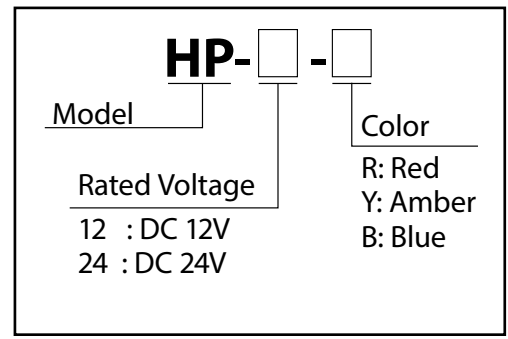 HP-□ -□
Model
Color
R: Red
Y: Amber
B: Blue
Rated Voltage
12 : DC 12V
24 : DC 24V